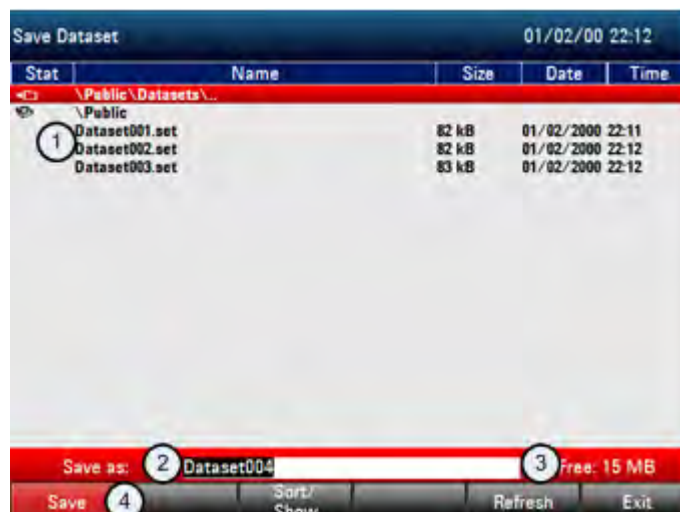 Save Dataset 01/02/00 22:12
Stat Name Size Date Time
\Public\Datasets\...
\Public
1
Dataset001.set 82 kB 01/02/2000 22:11
Dataset002.set 82 kB 01/02/2000 22:12
Dataset003.set 83 kB 01/02/2000 22:12
Save as: 2 Dataset004 3 Free: 15 MB
Save 4 Sort/ Refresh Exit
Show